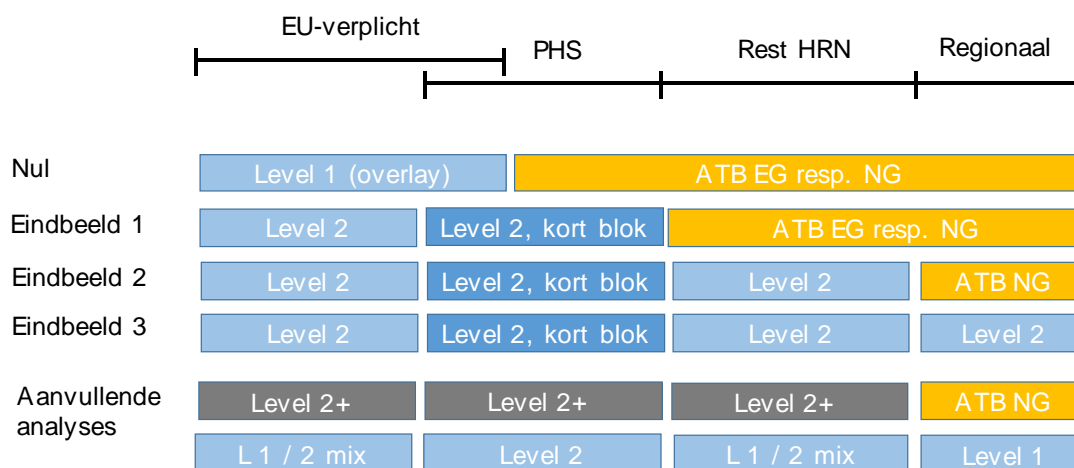 EU-verplicht
PHS Rest HRN Regionaal
Nul Level 1 (overlay) ATB EG resp. NG
Eindbeeld 1 Level 2 Level 2, kort blok ATB EG resp. NG
Eindbeeld 2 Level 2 Level 2, kort blok Level 2 ATB NG
Eindbeeld 3 Level 2 Level 2, kort blok Level 2 Level 2
Aanvullende
analyses
Level 2+ Level 2+ Level 2+ ATB NG
L 1 / 2 mix Level 2 L 1 / 2 mix Level 1